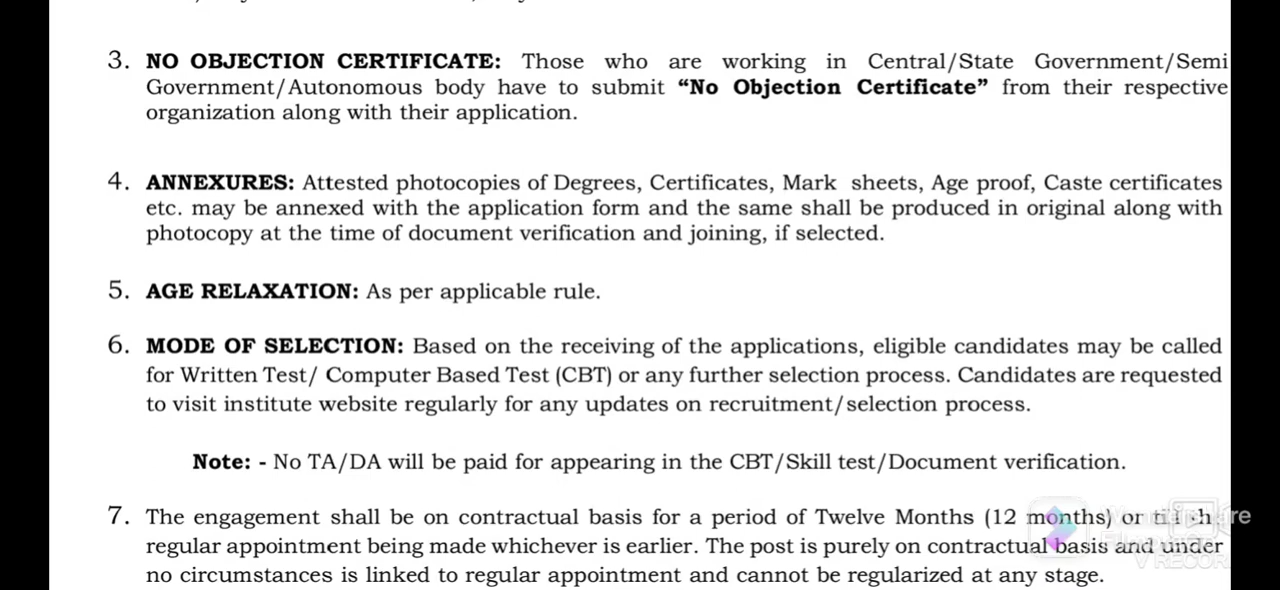 3. NO OBJECTION CERTIFICATE: Those who are working in Central/State Government/Semi
Government/Autonomous body have to submit “No Objection Certificate” from their respective
organization along with their application.
4. ANNEXURES: Attested photocopies of Degrees, Certificates, Mark sheets, Age proof, Caste certificates
etc. may be annexed with the application form and the same shall be produced in original along with
photocopy at the time of document verification and joining, if selected.
5. AGE RELAXATION: As per applicable rule.
6. MODE OF SELECTION: Based on the receiving of the applications, eligible candidates may be called
for Written Test/ Computer Based Test (CBT) or any further selection process. Candidates are requested
to visit institute website regularly for any updates on recruitment/selection process.
Note: - No TA/DA will be paid for appearing in the CBT/Skill test/Document verification.
7. The engagement shall be on contractual basis for a period of Twelve Months (12 months) or
regular appointment being made whichever is earlier. The post is purely on contractual basis and under
no circumstances is linked to regular appointment and cannot be regularized at any stage.